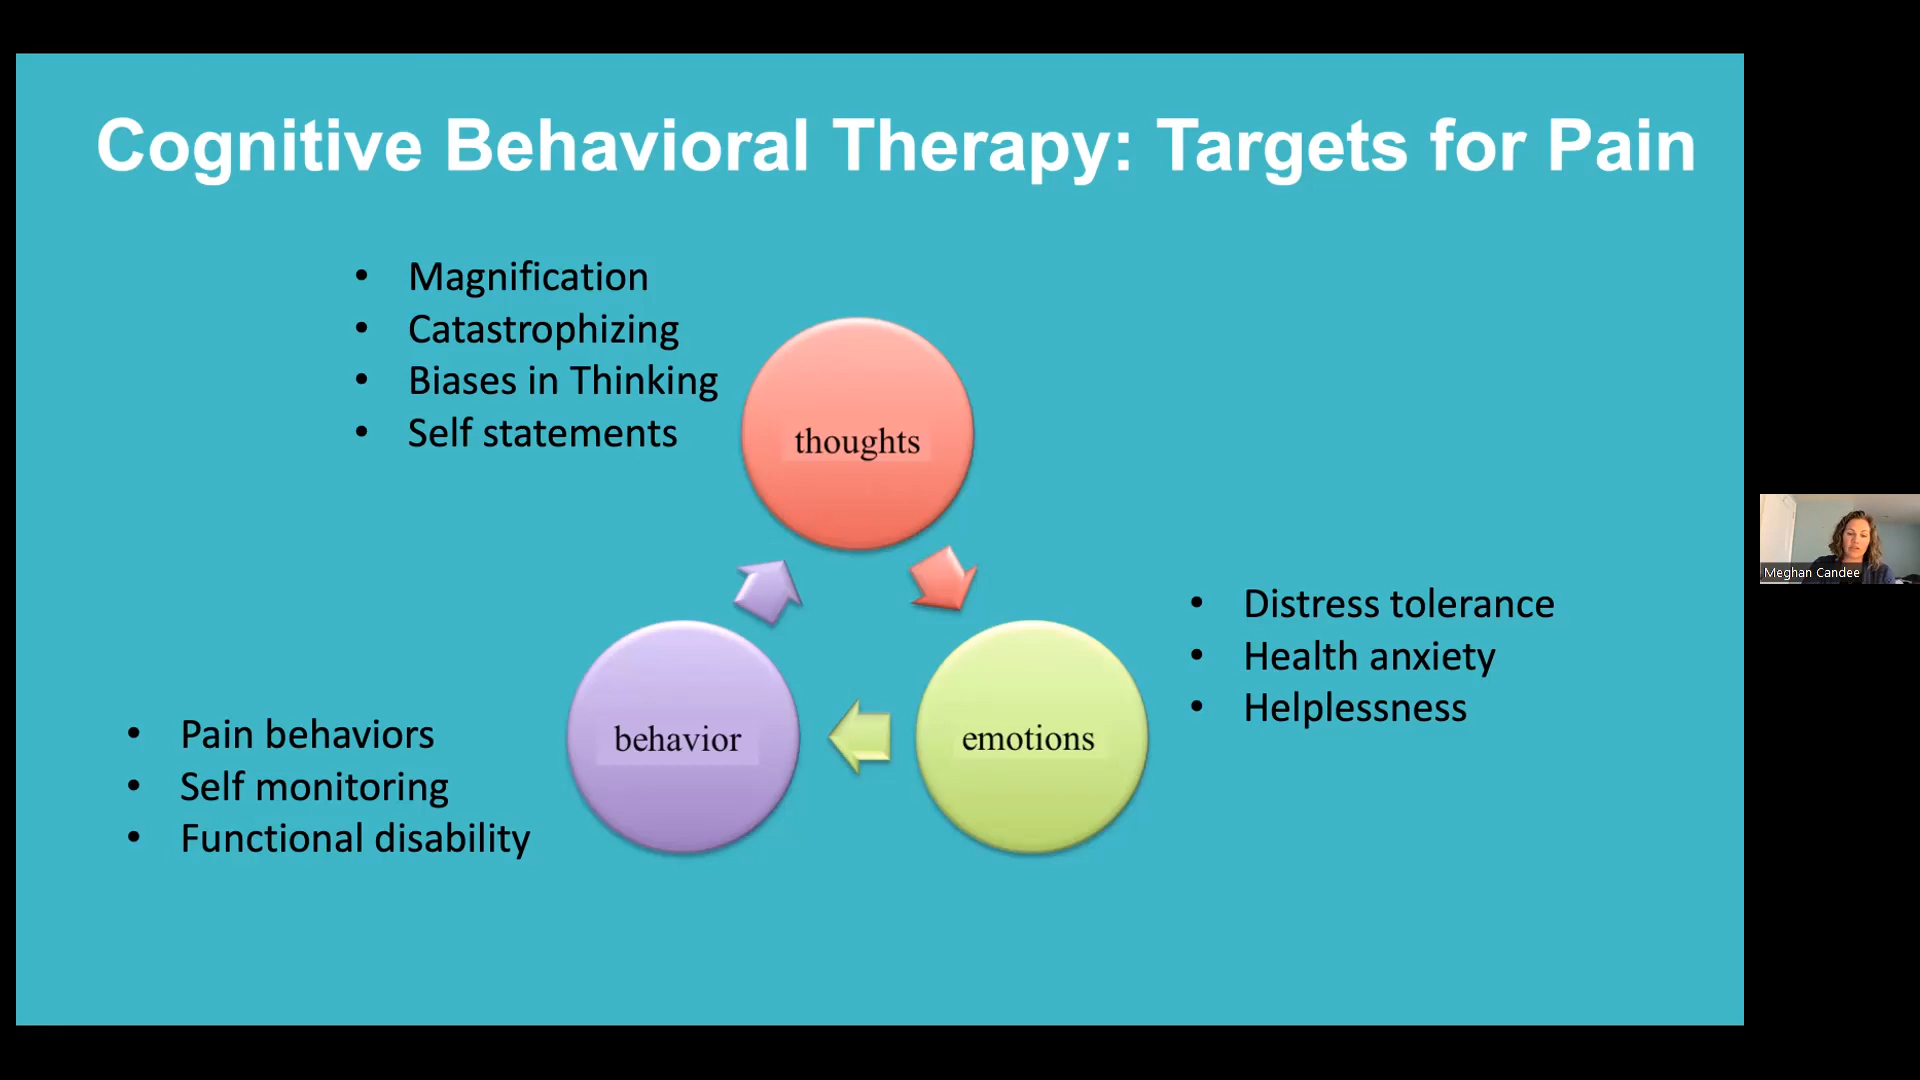 Cognitive Behavioral Therapy: Targets for Pain
• Magnification
• Catastrophizing
• Biases in Thinking
• Self statements
thoughts
• Distress tolerance
• Health anxiety
• Helplessness
emotions
behavior
• Pain behaviors
• Self monitoring
• Functional disability
Meghan Candee